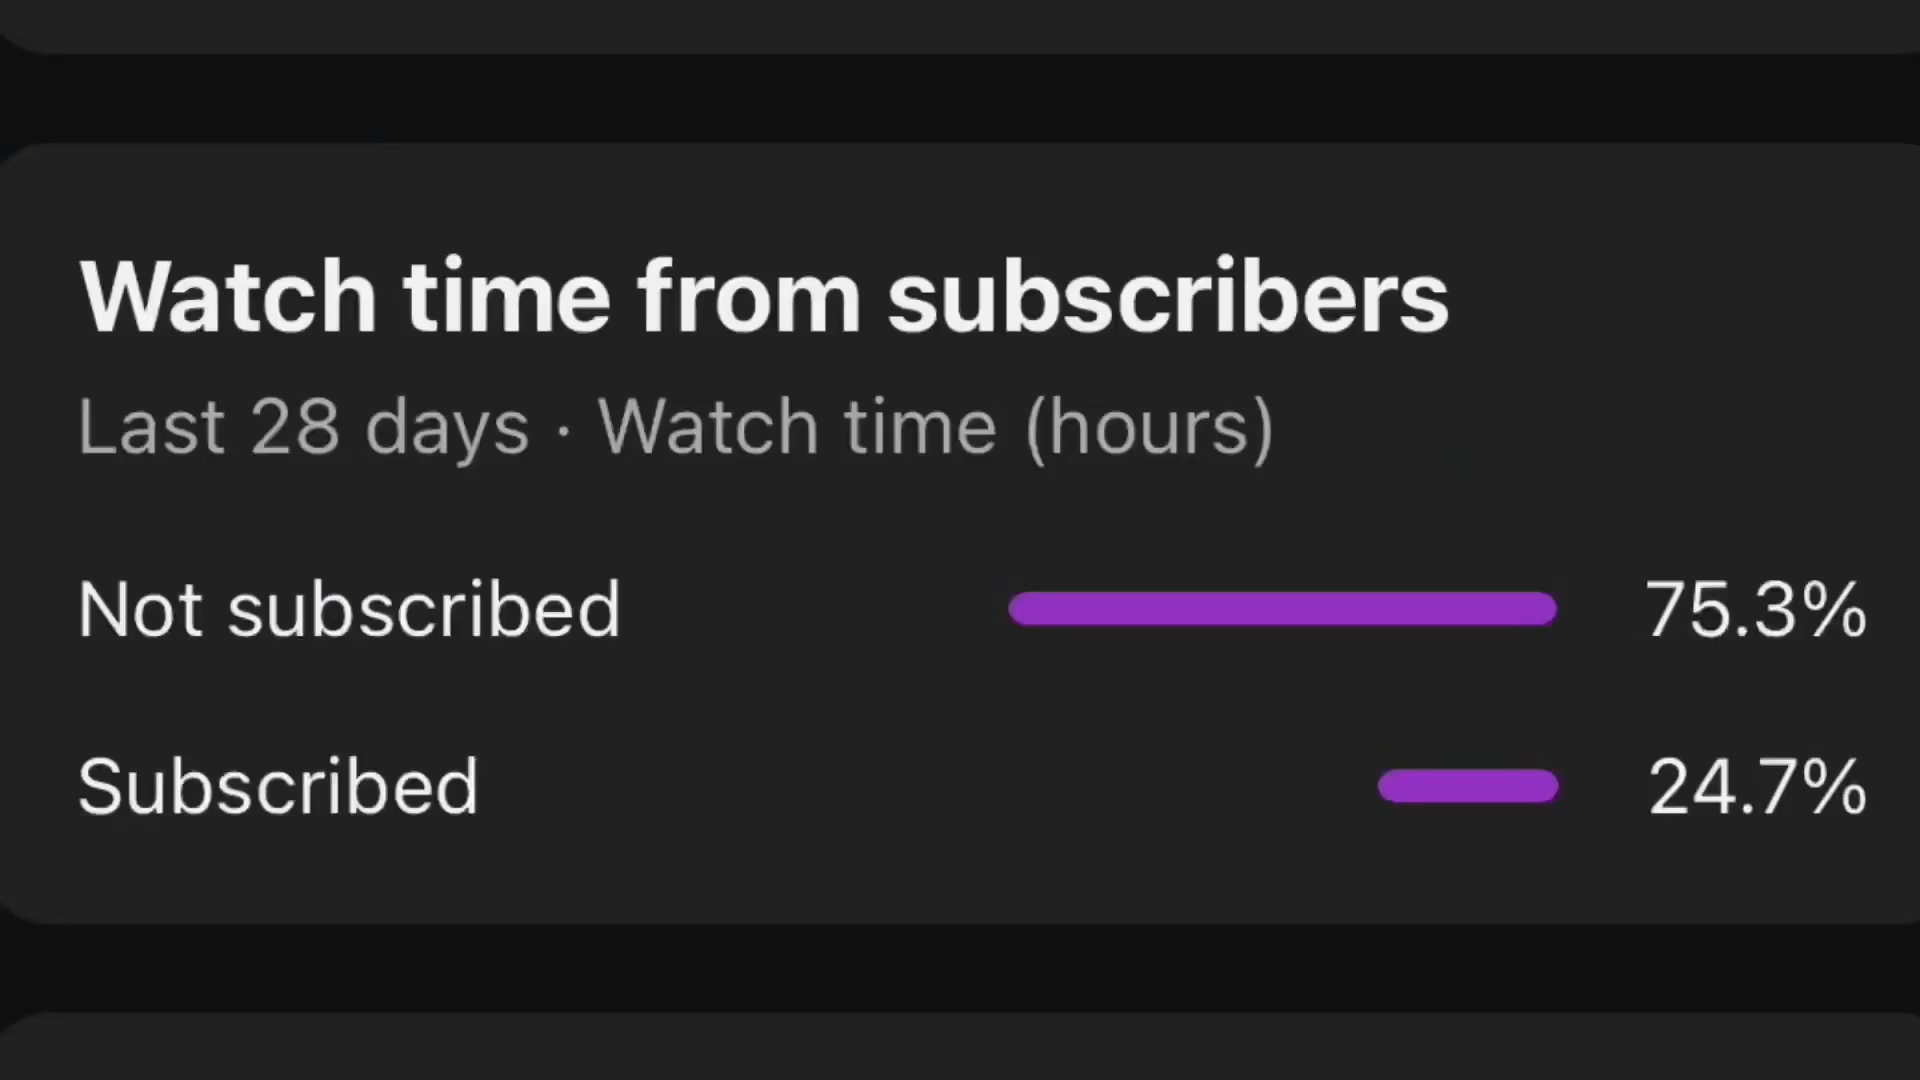 Watch time from subscribers
Last 28 days · Watch time (hours)
Not subscribed 75.3%
Subscribed 24.7%